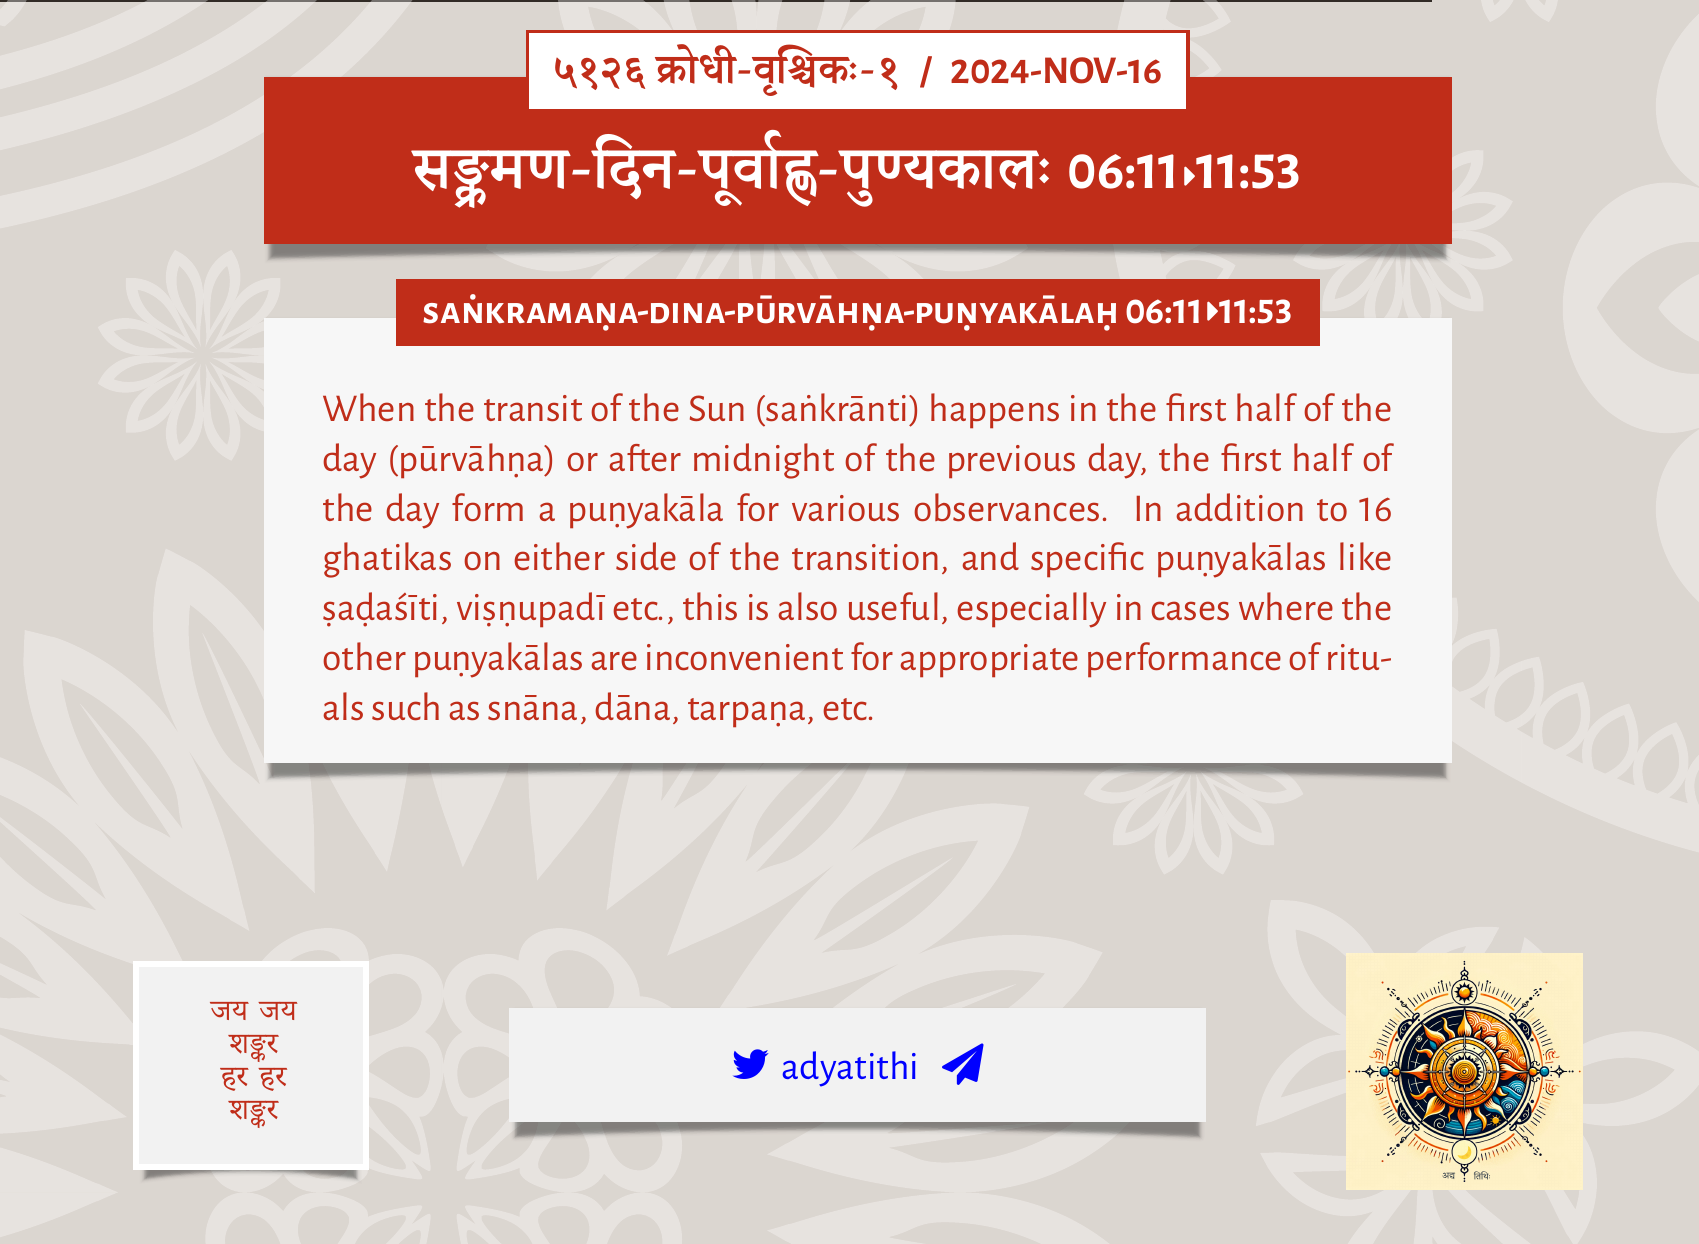 ५१२६ क्रोधी-वृश्चिकः-१ / 2024-NOV-16
सङ्क्रमण-दिन-पूर्वाह्ण-पुण्यकालः 06:11▸11:53
SAṄKRAMAṆA-DINA-PŪRVĀHṆA-PUṆYAKĀLAḤ 06:11▸11:53
When the transit of the Sun (saṅkrānti) happens in the first half of the
day (pūrvāhṇa) or after midnight of the previous day, the first half of
the day form a puṇyakāla for various observances. In addition to 16
ghatikas on either side of the transition, and specific puṇyakālas like
ṣaḍaśīti, viṣṇupadī etc., this is also useful, especially in cases where the
other puṇyakālas are inconvenient for appropriate performance of ritu-
als such as snāna, dāna, tarpaṇa, etc.
जय जय
शङ्कर
हर हर
शङ्कर
adyatithi
अद्य तिथिः